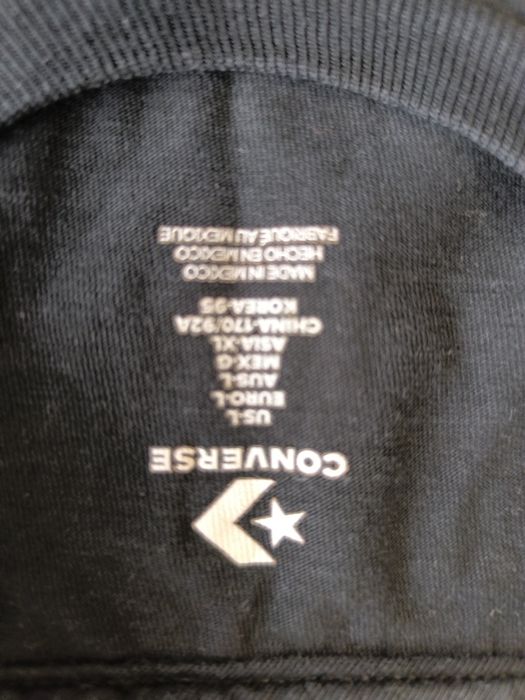 CONVERSE
US-L
EURO-L
AUS-L
MEX-G
ASIA-XL
CHINA-170/92A
KOREA-95
MADE IN MEXICO
HECHO EN MEXICO
FABRIQUÉ AU MEXIQUE